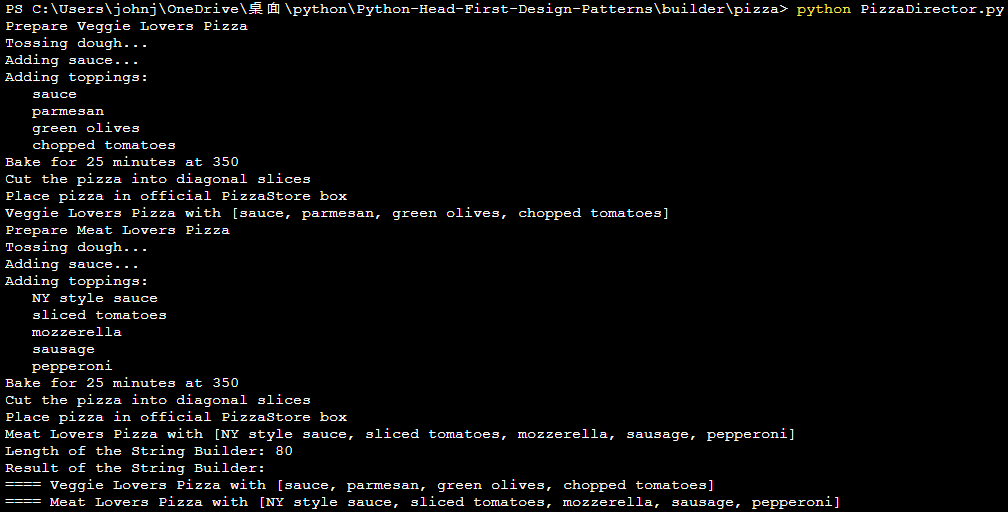 PS C:\Users\johnj\OneDrive\桌面\python\Python-Head-First-Design-Patterns\builder\pizza> python PizzaDirector.py
Prepare Veggie Lovers Pizza
Tossing dough...
Adding sauce...
Adding toppings:
   sauce
   parmesan
   green olives
   chopped tomatoes
Bake for 25 minutes at 350
Cut the pizza into diagonal slices
Place pizza in official PizzaStore box
Veggie Lovers Pizza with [sauce, parmesan, green olives, chopped tomatoes]
Prepare Meat Lovers Pizza
Tossing dough...
Adding sauce...
Adding toppings:
   NY style sauce
   sliced tomatoes
   mozzerella
   sausage
   pepperoni
Bake for 25 minutes at 350
Cut the pizza into diagonal slices
Place pizza in official PizzaStore box
Meat Lovers Pizza with [NY style sauce, sliced tomatoes, mozzerella, sausage, pepperoni]
Length of the String Builder: 80
Result of the String Builder:
==== Veggie Lovers Pizza with [sauce, parmesan, green olives, chopped tomatoes]
==== Meat Lovers Pizza with [NY style sauce, sliced tomatoes, mozzerella, sausage, pepperoni]